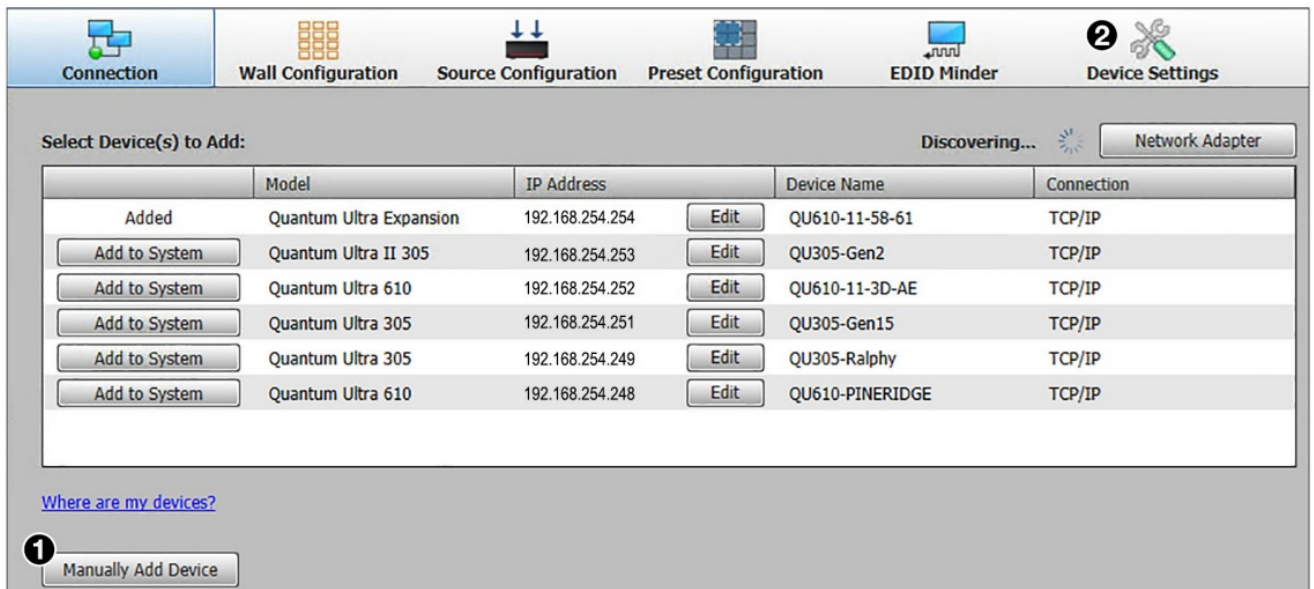 2
Connection Wall Configuration Source Configuration Preset Configuration EDID Minder Device Settings
Select Device(s) to Add: Discovering... Network Adapter
Model IP Address Device Name Connection
Added Quantum Ultra Expansion 192.168.254.254 Edit QU610-11-58-61 TCP/IP
Add to System Quantum Ultra II 305 192.168.254.253 Edit QU305-Gen2 TCP/IP
Add to System Quantum Ultra 610 192.168.254.252 Edit QU610-11-3D-AE TCP/IP
Add to System Quantum Ultra 305 192.168.254.251 Edit QU305-Gen15 TCP/IP
Add to System Quantum Ultra 305 192.168.254.249 Edit QU305-Ralphy TCP/IP
Add to System Quantum Ultra 610 192.168.254.248 Edit QU610-PINERIDGE TCP/IP
Where are my devices?
1
Manually Add Device